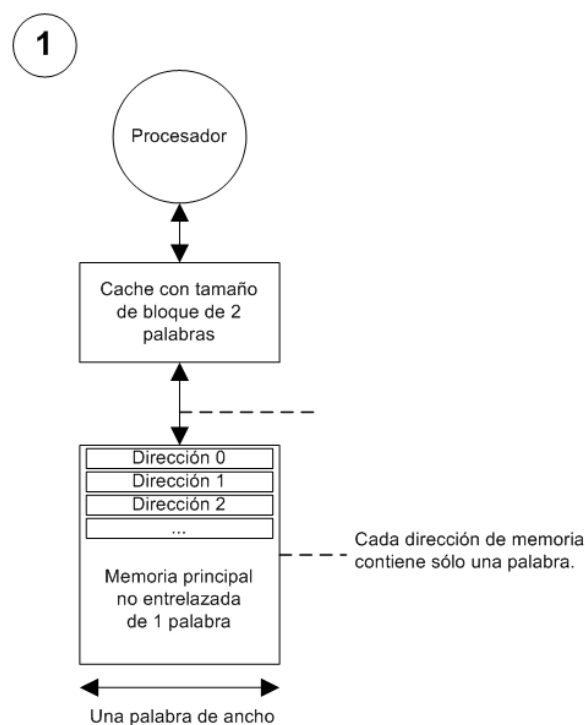 1
Procesador
Cache con tamaño
de bloque de 2
palabras
Dirección 0
Dirección 1
Dirección 2
...
Cada dirección de memoria
contiene sólo una palabra.
Memoria principal
no entrelazada
de 1 palabra
Una palabra de ancho